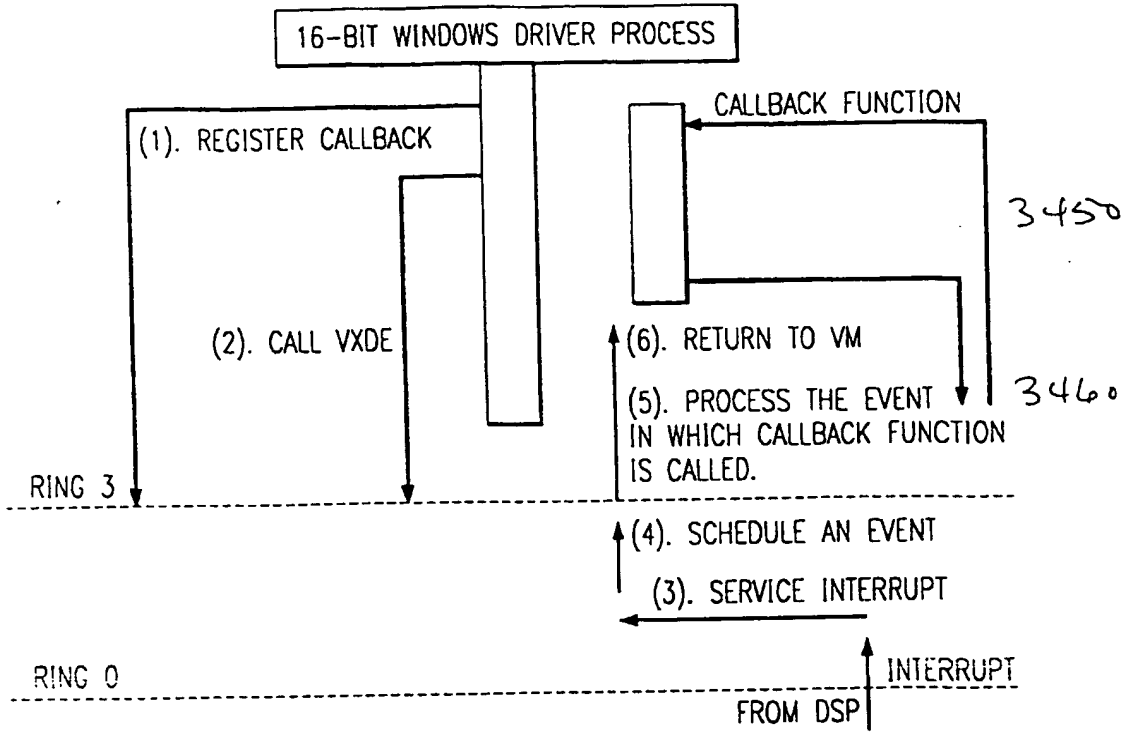 16-BIT WINDOWS DRIVER PROCESS
CALLBACK FUNCTION
(1). REGISTER CALLBACK
3450
(2). CALL VXDE
(6). RETURN TO VM
3460
(5). PROCESS THE EVENT
IN WHICH CALLBACK FUNCTION
IS CALLED.
RING 3
(4). SCHEDULE AN EVENT
(3). SERVICE INTERRUPT
RING 0
INTERRUPT
FROM DSP